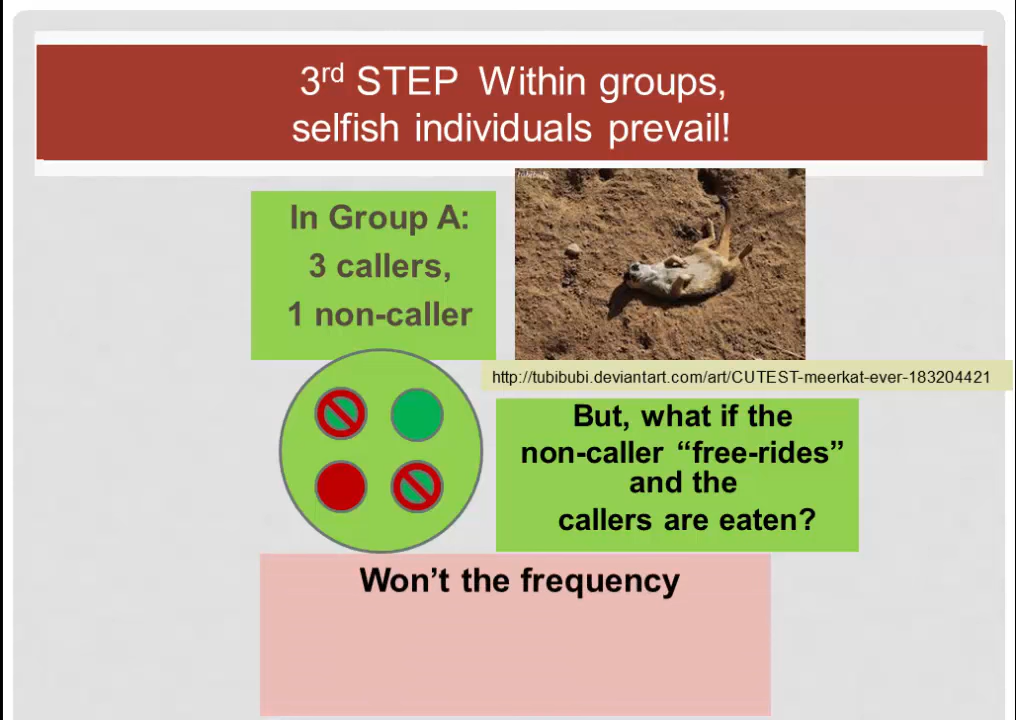 3rd STEP Within groups,
selfish individuals prevail!
tubibubi
In Group A:
3 callers,
1 non-caller
http://tubibubi.deviantart.com/art/CUTEST-meerkat-ever-183204421
But, what if the
non-caller “free-rides”
and the
callers are eaten?
Won’t the frequency